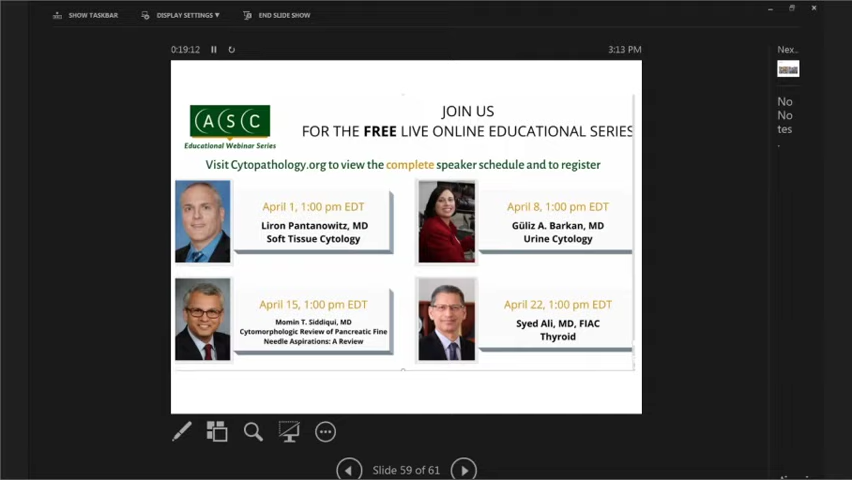 SHOW TASKBAR
DISPLAY SETTINGS ▼
END SLIDE SHOW
0:19:12
3:13 PM
Nex..
No
No
tes
.
ASC
Educational Webinar Series
JOIN US
FOR THE FREE LIVE ONLINE EDUCATIONAL SERIES
Visit Cytopathology.org to view the complete speaker schedule and to register
April 1, 1:00 pm EDT
Liron Pantanowitz, MD
Soft Tissue Cytology
April 8, 1:00 pm EDT
Güliz A. Barkan, MD
Urine Cytology
April 15, 1:00 pm EDT
Momin T. Siddiqui, MD
Cytomorphologic Review of Pancreatic Fine
Needle Aspirations: A Review
April 22, 1:00 pm EDT
Syed Ali, MD, FIAC
Thyroid
Slide 59 of 61